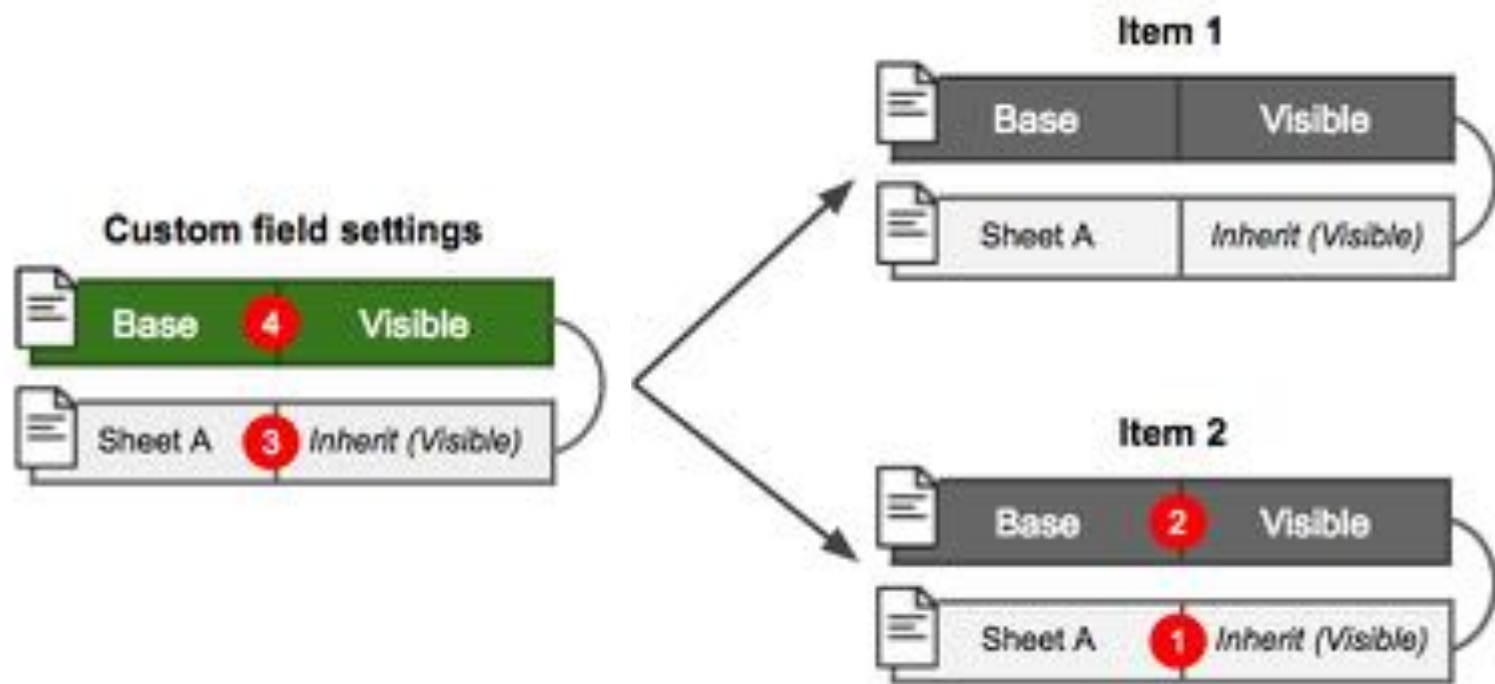 Item 1
Base Visible
Sheet A Inherit (Visible)
Custom field settings
Base 4 Visible
Sheet A 3 Inherit (Visible)
Item 2
Base 2 Visible
Sheet A 1 Inherit (Visible)